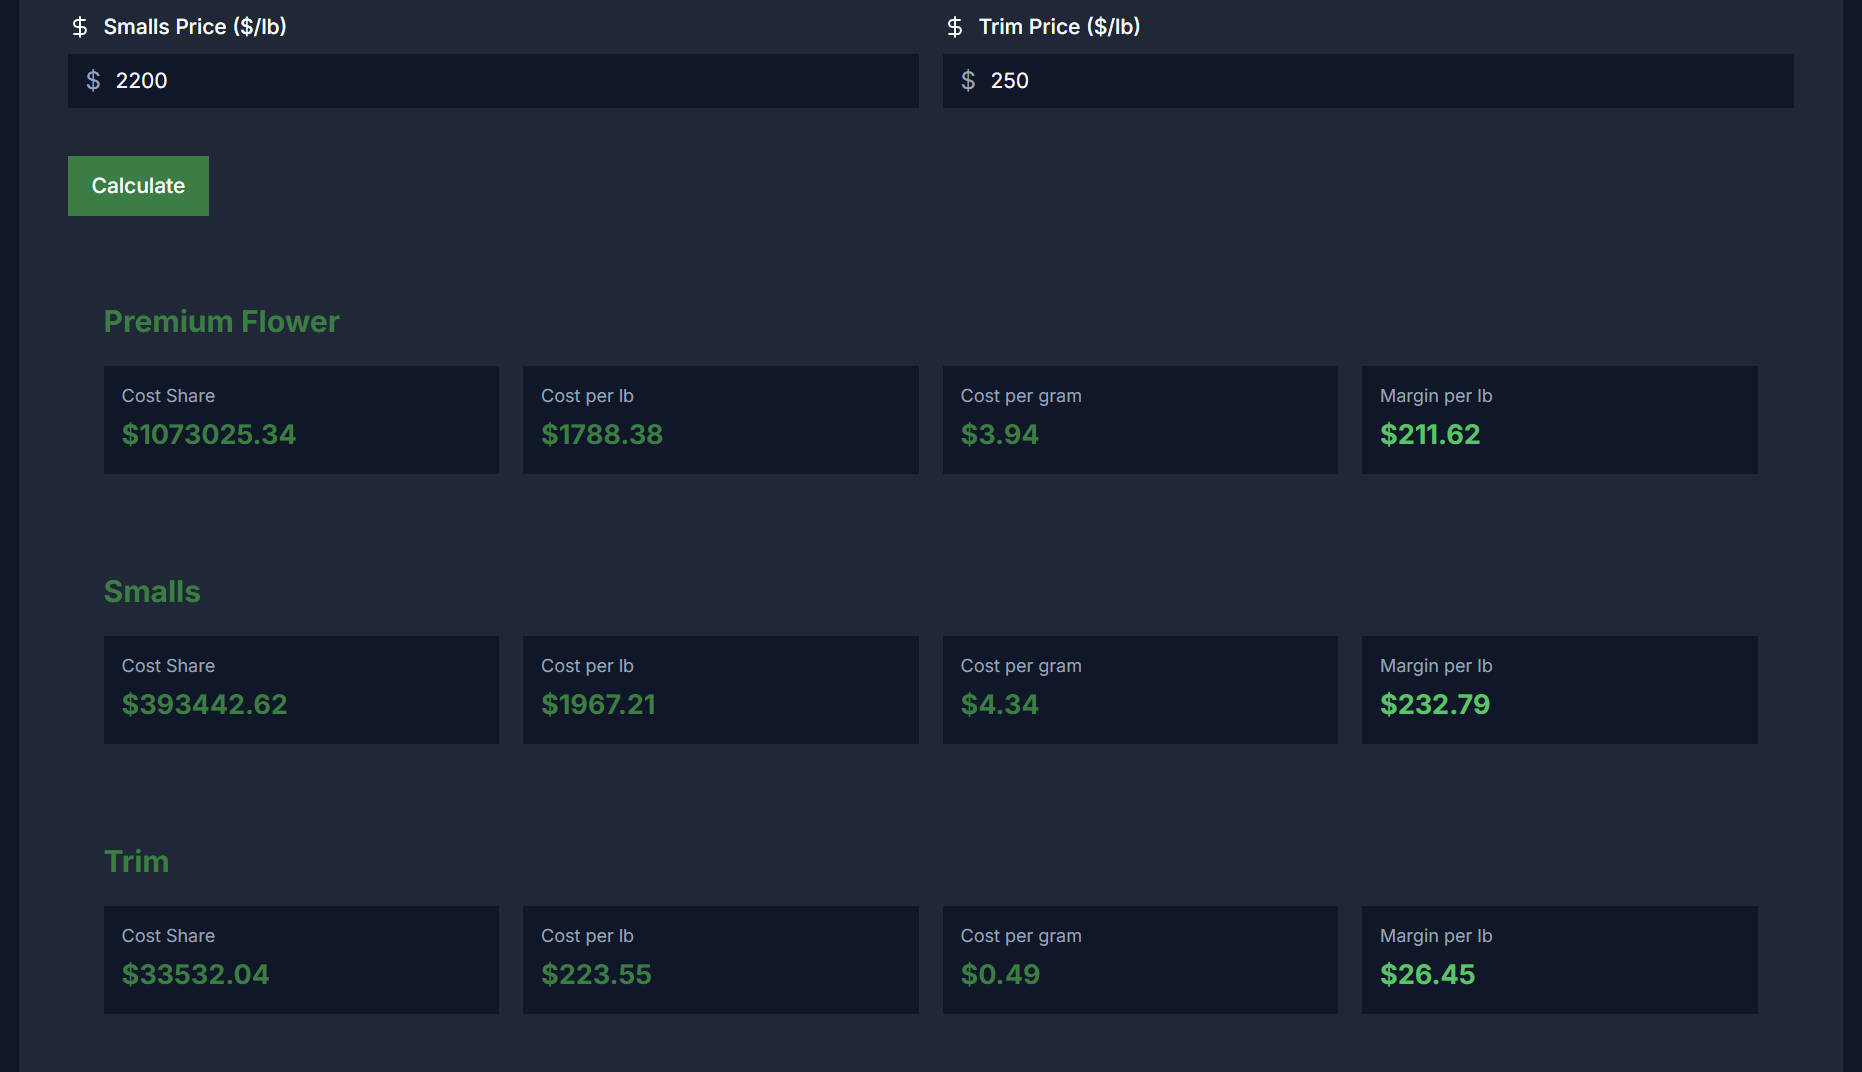 $ Smalls Price ($/lb)
$ 2200
$ Trim Price ($/lb)
$ 250
Calculate
Premium Flower
Cost Share
$1073025.34
Cost per lb
$1788.38
Cost per gram
$3.94
Margin per lb
$211.62
Smalls
Cost Share
$393442.62
Cost per lb
$1967.21
Cost per gram
$4.34
Margin per lb
$232.79
Trim
Cost Share
$33532.04
Cost per lb
$223.55
Cost per gram
$0.49
Margin per lb
$26.45